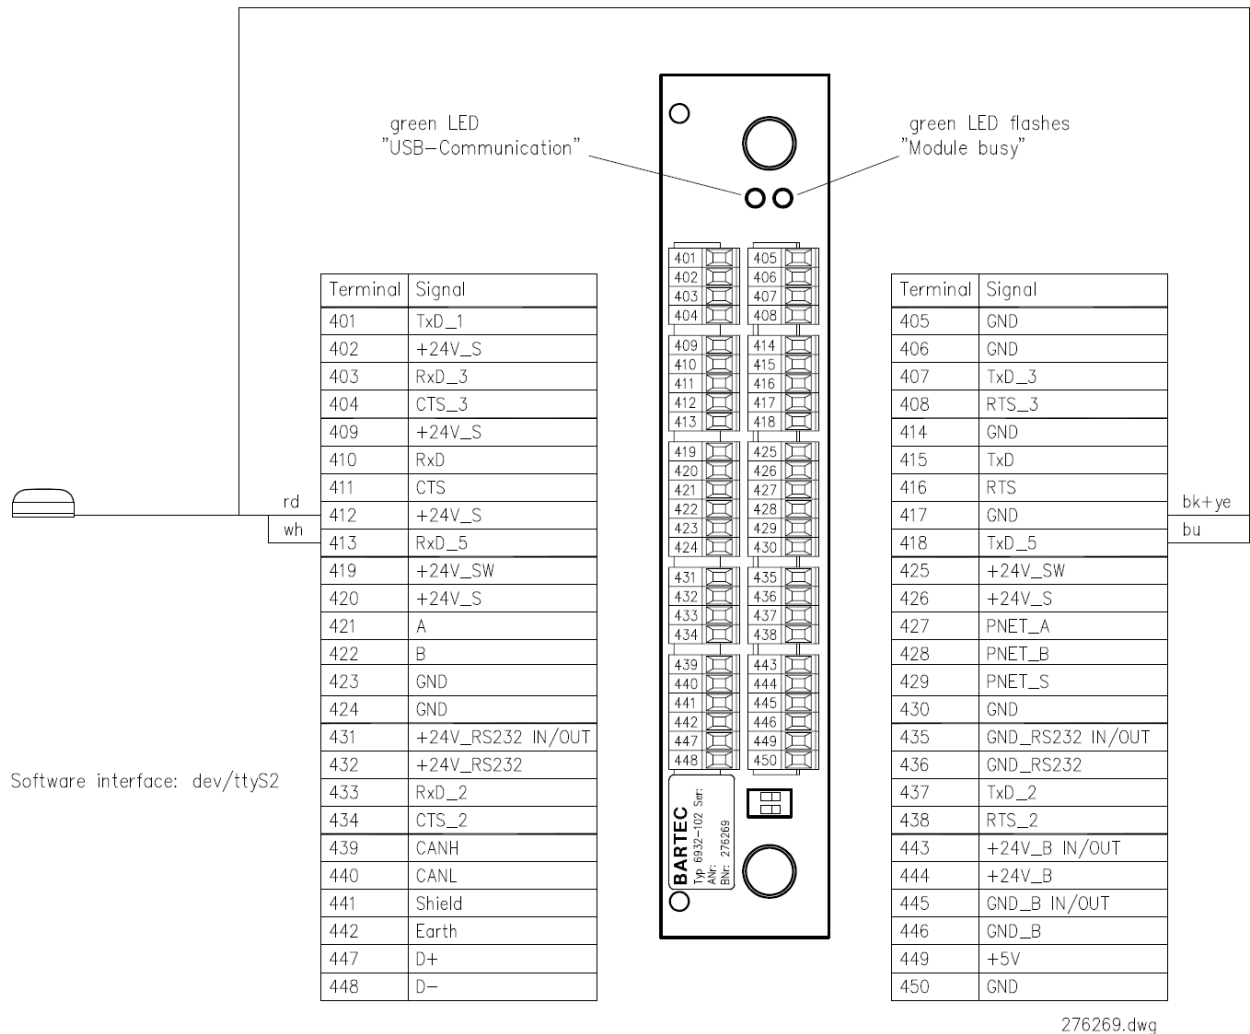 green LED
"USB-Communication"
green LED flashes
"Module busy"
401 405
402 406
403 407
404 408
409 414
410 415
411 416
412 417
413 418
419 425
420 426
421 427
422 428
423 429
424 430
431 435
432 436
433 437
434 438
439 443
440 444
441 445
442 446
447 449
448 450
BARTEC
Typ 6932-102 Ser:
ANr:
BNr: 276269
Terminal Signal
401 TxD_1
402 +24V_S
403 RxD_3
404 CTS_3
409 +24V_S
410 RxD
411 CTS
rd 412 +24V_S
wh 413 RxD_5
419 +24V_SW
420 +24V_S
421 A
422 B
423 GND
424 GND
431 +24V_RS232 IN/OUT
432 +24V_RS232
433 RxD_2
434 CTS_2
439 CANH
440 CANL
441 Shield
442 Earth
447 D+
448 D-
Software interface: dev/ttyS2
Terminal Signal
405 GND
406 GND
407 TxD_3
408 RTS_3
414 GND
415 TxD
416 RTS
417 GND bk+ye
418 TxD_5 bu
425 +24V_SW
426 +24V_S
427 PNET_A
428 PNET_B
429 PNET_S
430 GND
435 GND_RS232 IN/OUT
436 GND_RS232
437 TxD_2
438 RTS_2
443 +24V_B IN/OUT
444 +24V_B
445 GND_B IN/OUT
446 GND_B
449 +5V
450 GND
276269.dwg